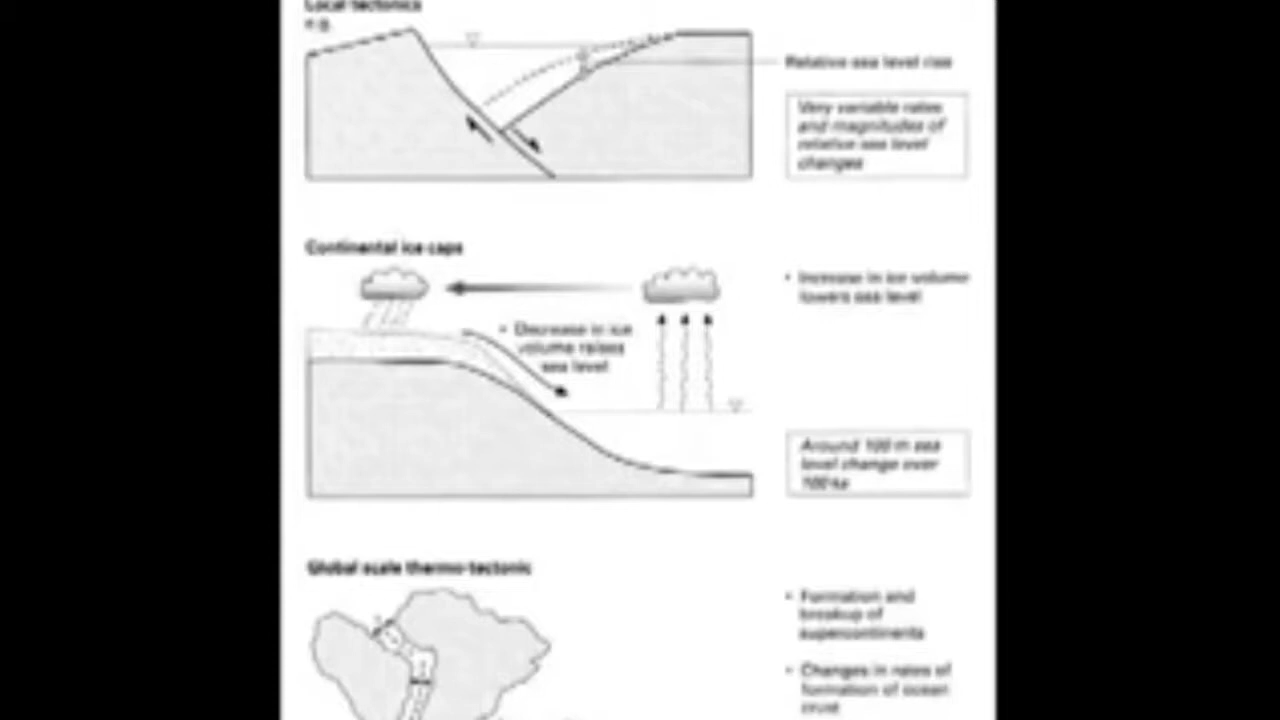 Local tectonics
e.g.
Relative sea level rise
Very variable rates
and magnitudes of
relative sea level
changes
Continental ice caps
• Increase in ice volume
lowers sea level
• Decrease in ice
volume raises
sea level
Around 100 m sea
level change over
100 ka
Global scale thermo-tectonic
• Formation and
breakup of
supercontinents
• Changes in rates of
formation of ocean
crust